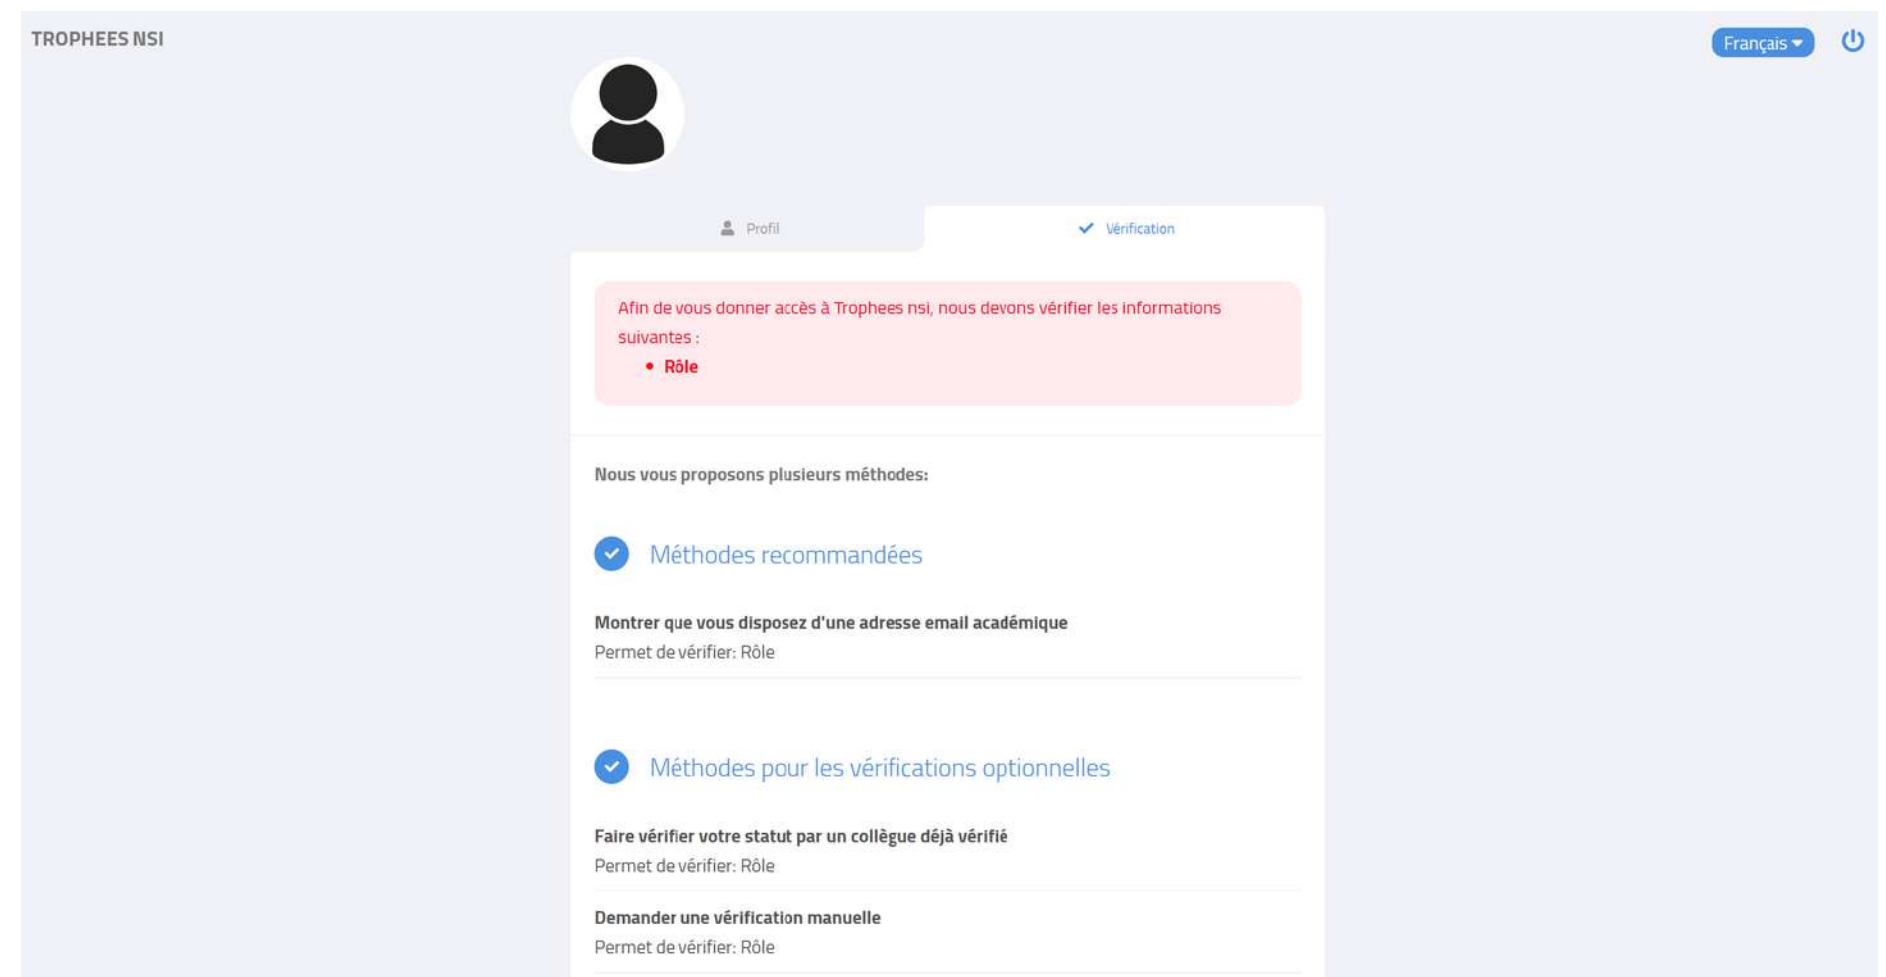 TROPHEES NSI
Français
Profil
Vérification
Afin de vous donner accès à Trophees nsi, nous devons vérifier les informations
suivantes :
• Rôle
Nous vous proposons plusieurs méthodes:
Méthodes recommandées
Montrer que vous disposez d'une adresse email académique
Permet de vérifier: Rôle
Méthodes pour les vérifications optionnelles
Faire vérifier votre statut par un collègue déjà vérifié
Permet de vérifier: Rôle
Demander une vérification manuelle
Permet de vérifier: Rôle